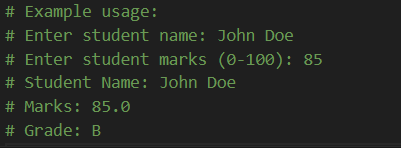 # Example usage:
# Enter student name: John Doe
# Enter student marks (0-100): 85
# Student Name: John Doe
# Marks: 85.0
# Grade: B